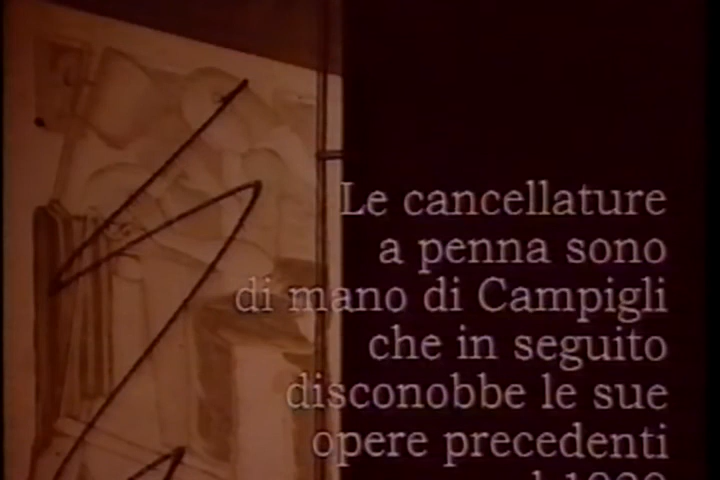 Le cancellature
a penna sono
di mano di Campigli
che in seguito
disconobbe le sue
opere precedenti